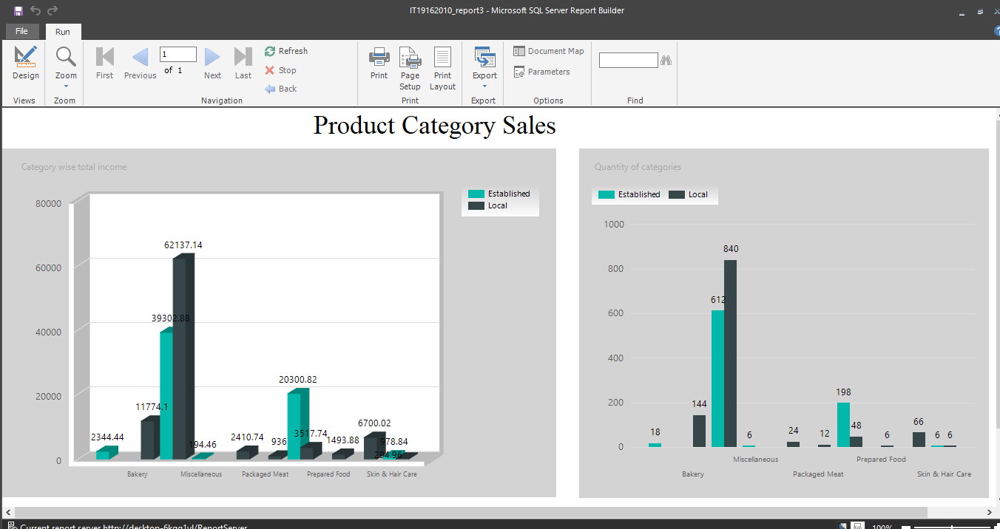 IT19162010_report3 - Microsoft SQL Server Report Builder
File
Run
Design
Views
Zoom
Zoom
First
Previous
1
of 1
Next
Last
Refresh
Stop
Back
Navigation
Print
Page Setup
Print Layout
Print
Export
Export
Document Map
Parameters
Options
Find
Product Category Sales
Category wise total income
Established
Local
80000
60000
40000
20000
0
2344.44
11774.1
39302.88
62137.14
194.46
2410.74
936
20300.82
3517.74
1493.88
6700.02
978.84
294.96
Bakery
Miscellaneous
Packaged Meat
Prepared Food
Skin & Hair Care
Quantity of categories
Established
Local
1000
800
600
400
200
0
18
144
612
840
6
24
12
198
48
6
66
6
6
Miscellaneous
Prepared Food
Bakery
Packaged Meat
Skin & Hair Care
Current report server http://desktop-6kqq1vl/ReportServer
100%